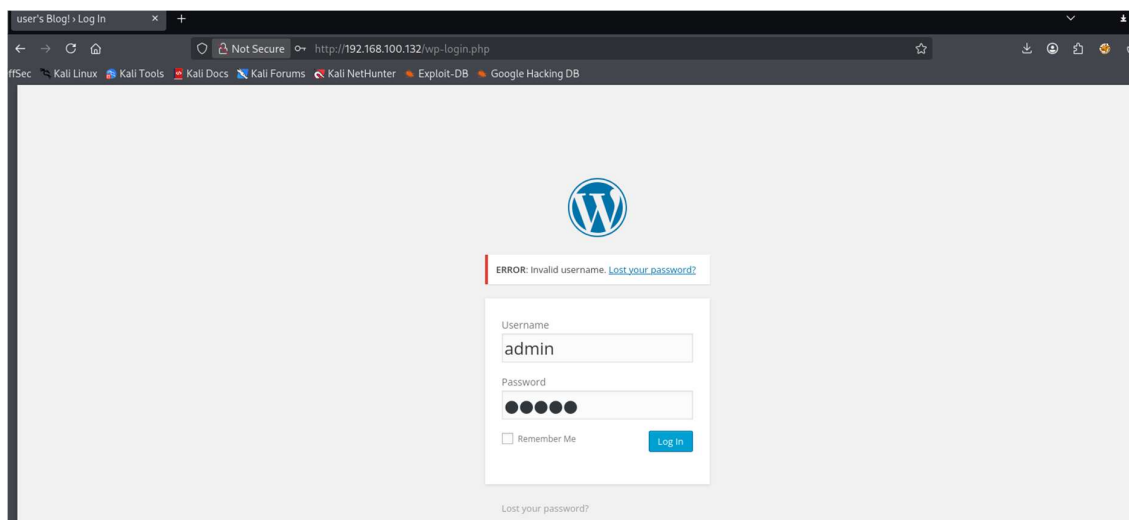 user's Blog! › Log In
Not Secure http://192.168.100.132/wp-login.php
ffSec Kali Linux Kali Tools Kali Docs Kali Forums Kali NetHunter Exploit-DB Google Hacking DB
W
ERROR: Invalid username. Lost your password?
Username
admin
Password
Remember Me Log In
Lost your password?